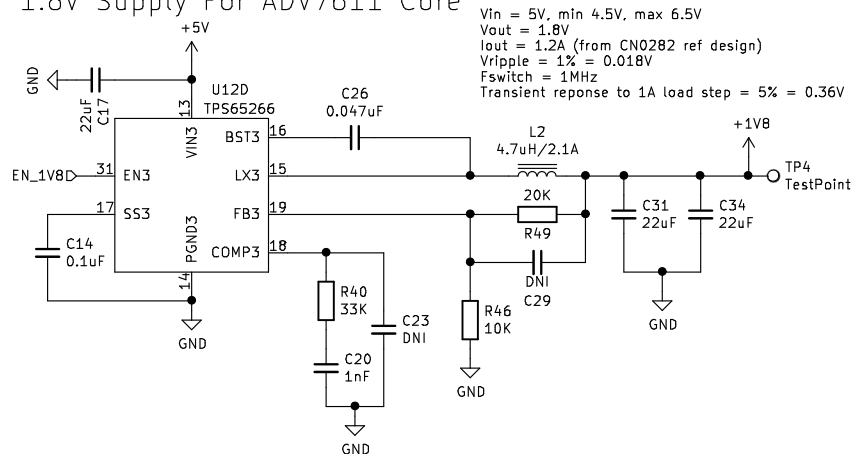 1.8V Supply For ADV7611 Core
Vin = 5V, min 4.5V, max 6.5V
Vout = 1.8V
Iout = 1.2A (from CN0282 ref design)
Vripple = 1% = 0.018V
Fswitch = 1MHz
Transient reponse to 1A load step = 5% = 0.36V
+5V
GND
22uF
C17
13
U12D
TPS65266
VIN3
BST3
16
C26
0.047uF
L2
4.7uH/2.1A
+1V8
TP4
TestPoint
EN_1V8
31
EN3
LX3
15
17
SS3
FB3
19
20K
R49
C31
22uF
C34
22uF
C14
0.1uF
PGND3
14
COMP3
18
DNI
C29
R40
33K
C23
DNI
R46
10K
C20
1nF
GND
GND
GND
GND